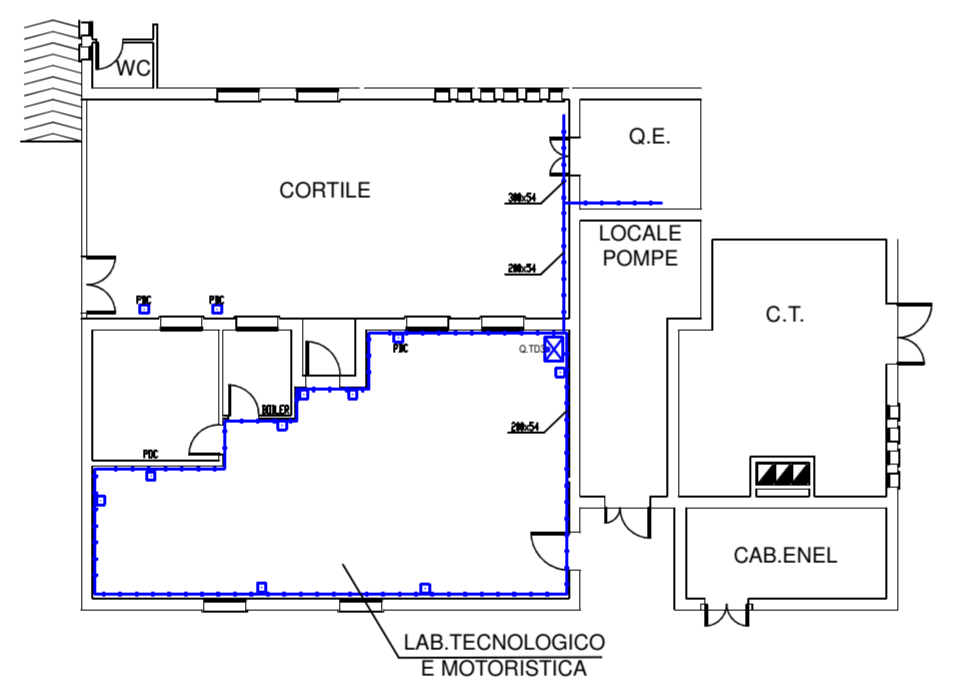 WC
Q.E.
CORTILE
300x54
LOCALE
POMPE
200x54
PDC
PDC
C.T.
Q.TD3
PDC
BOILER
200x54
PDC
CAB.ENEL
LAB.TECNOLOGICO
E MOTORISTICA